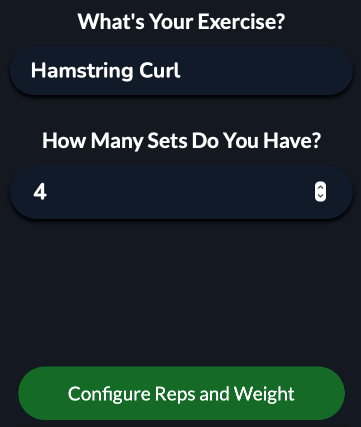 What's Your Exercise?
Hamstring Curl
How Many Sets Do You Have?
4
Configure Reps and Weight